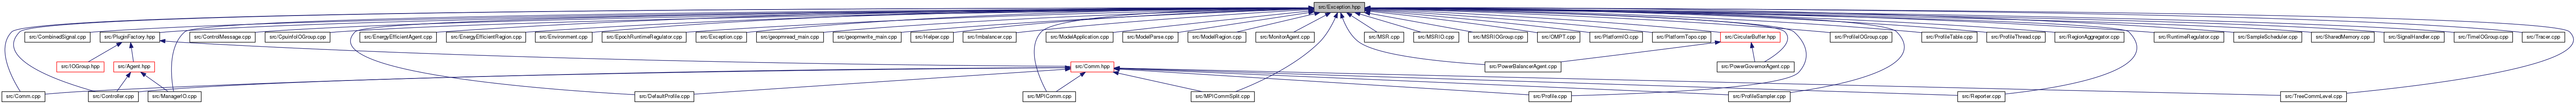 src/Exception.hpp
src/CombinedSignal.cpp
src/PluginFactory.hpp
src/ControlMessage.cpp
src/CpuinfoIOGroup.cpp
src/EnergyEfficientAgent.cpp
src/EnergyEfficientRegion.cpp
src/Environment.cpp
src/EpochRuntimeRegulator.cpp
src/Exception.cpp
src/geopmread_main.cpp
src/geopmwrite_main.cpp
src/Helper.cpp
src/Imbalancer.cpp
src/ModelApplication.cpp
src/ModelParse.cpp
src/ModelRegion.cpp
src/MonitorAgent.cpp
src/MSR.cpp
src/MSRIO.cpp
src/MSRIOGroup.cpp
src/OMPT.cpp
src/PlatformIO.cpp
src/PlatformTopo.cpp
src/CircularBuffer.hpp
src/ProfileIOGroup.cpp
src/ProfileTable.cpp
src/ProfileThread.cpp
src/RegionAggregator.cpp
src/RuntimeRegulator.cpp
src/SampleScheduler.cpp
src/SharedMemory.cpp
src/SignalHandler.cpp
src/TimeIOGroup.cpp
src/Tracer.cpp
src/IOGroup.hpp
src/Agent.hpp
src/Comm.hpp
src/PowerBalancerAgent.cpp
src/PowerGovernorAgent.cpp
src/Comm.cpp
src/Controller.cpp
src/ManagerIO.cpp
src/DefaultProfile.cpp
src/MPIComm.cpp
src/MPICommSplit.cpp
src/Profile.cpp
src/ProfileSampler.cpp
src/Reporter.cpp
src/TreeCommLevel.cpp